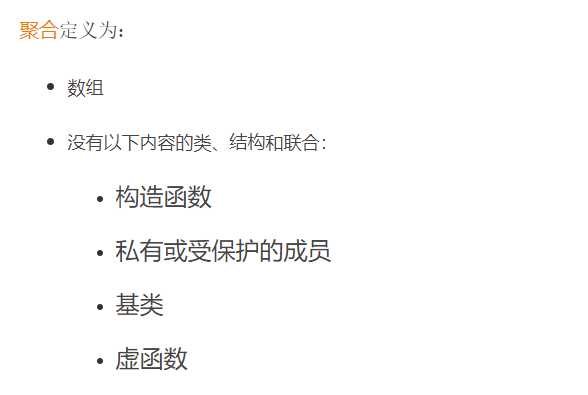 聚合定义为：
数组
没有以下内容的类、结构和联合：
构造函数
私有或受保护的成员
基类
虚函数